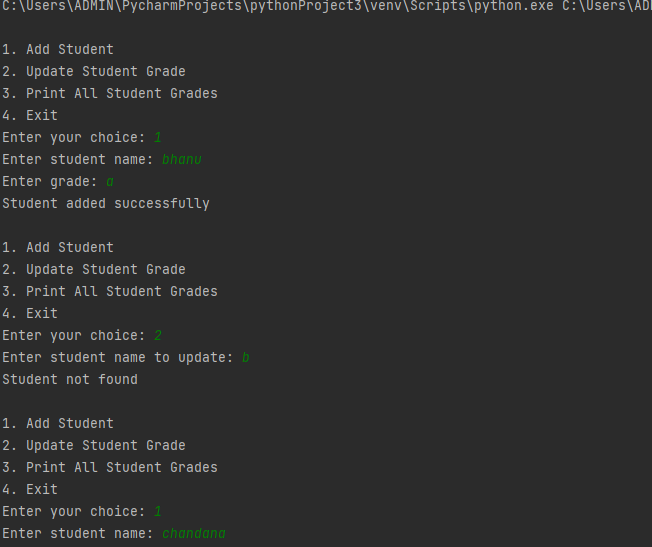 C:\Users\ADMIN\PycharmProjects\pythonProject3\venv\Scripts\python.exe C:\Users\AD
1. Add Student
2. Update Student Grade
3. Print All Student Grades
4. Exit
Enter your choice: 1
Enter student name: bhanu
Enter grade: a
Student added successfully
1. Add Student
2. Update Student Grade
3. Print All Student Grades
4. Exit
Enter your choice: 2
Enter student name to update: b
Student not found
1. Add Student
2. Update Student Grade
3. Print All Student Grades
4. Exit
Enter your choice: 1
Enter student name: chandana